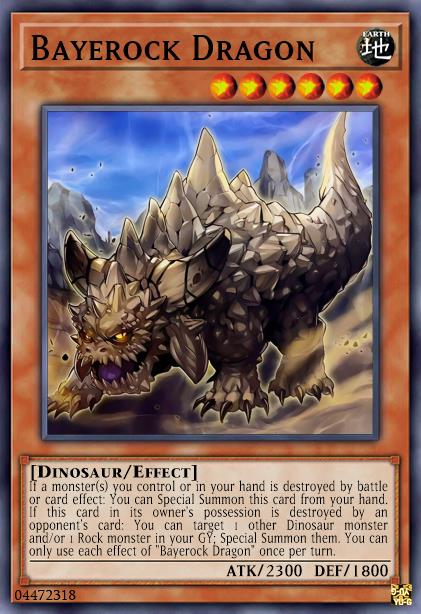 Bayerock Dragon
EARTH
地
[Dinosaur/Effect]
If a monster(s) you control or in your hand is destroyed by battle
or card effect: You can Special Summon this card from your hand.
If this card in its owner's possession is destroyed by an
opponent's card: You can target 1 other Dinosaur monster
and/or 1 Rock monster in your GY; Special Summon them. You can
only use each effect of "Bayerock Dragon" once per turn.
ATK/2300 DEF/1800
04472318